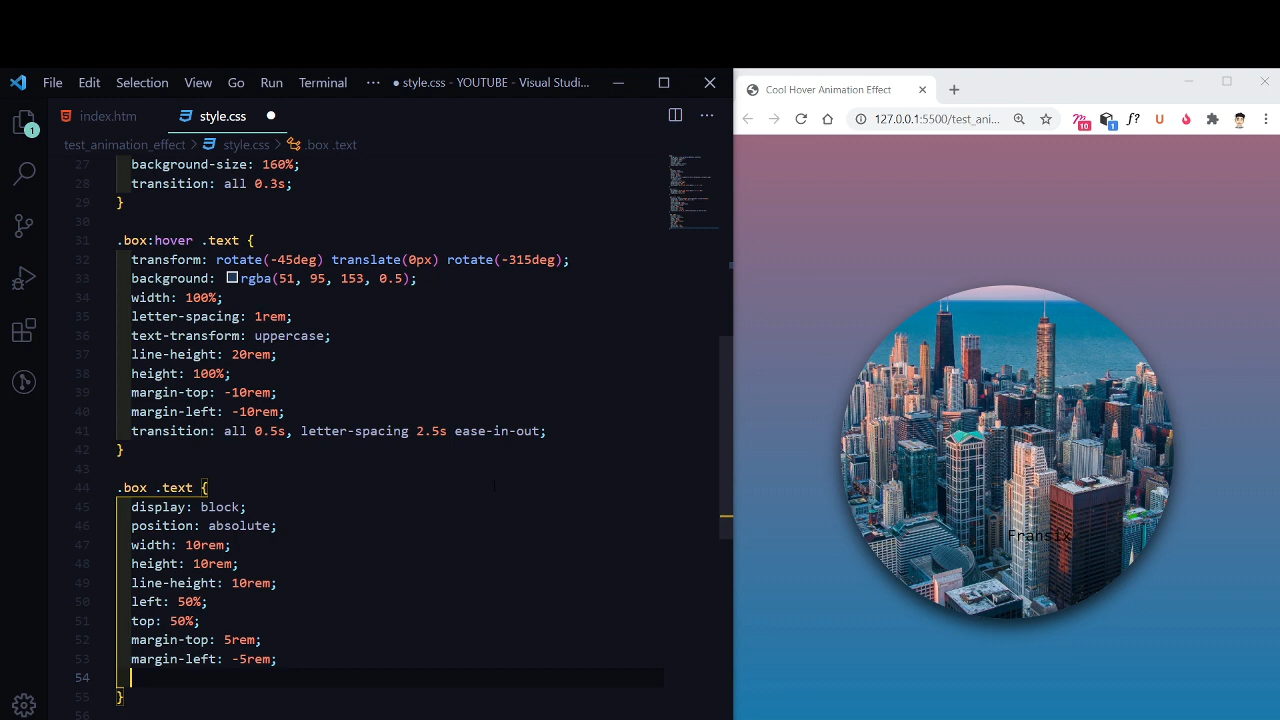 File Edit Selection View Go Run Terminal ··· ● style.css - YOUTUBE - Visual Studi...
Cool Hover Animation Effect
index.html style.css
127.0.0.1:5500/test_ani...
10
1
f?
U
1
test_animation_effect > style.css > .box .text
27 background-size: 160%;
28 transition: all 0.3s;
29 }
30
31 .box:hover .text {
32 transform: rotate(-45deg) translate(0px) rotate(-315deg);
33 background: rgba(51, 95, 153, 0.5);
34 width: 100%;
35 letter-spacing: 1rem;
36 text-transform: uppercase;
37 line-height: 20rem;
38 height: 100%;
39 margin-top: -10rem;
40 margin-left: -10rem;
41 transition: all 0.5s, letter-spacing 2.5s ease-in-out;
42 }
43
44 .box .text {
45 display: block;
46 position: absolute;
47 width: 10rem;
48 height: 10rem;
49 line-height: 10rem;
50 left: 50%;
51 top: 50%;
52 margin-top: 5rem;
53 margin-left: -5rem;
54
55 }
56
Fransix